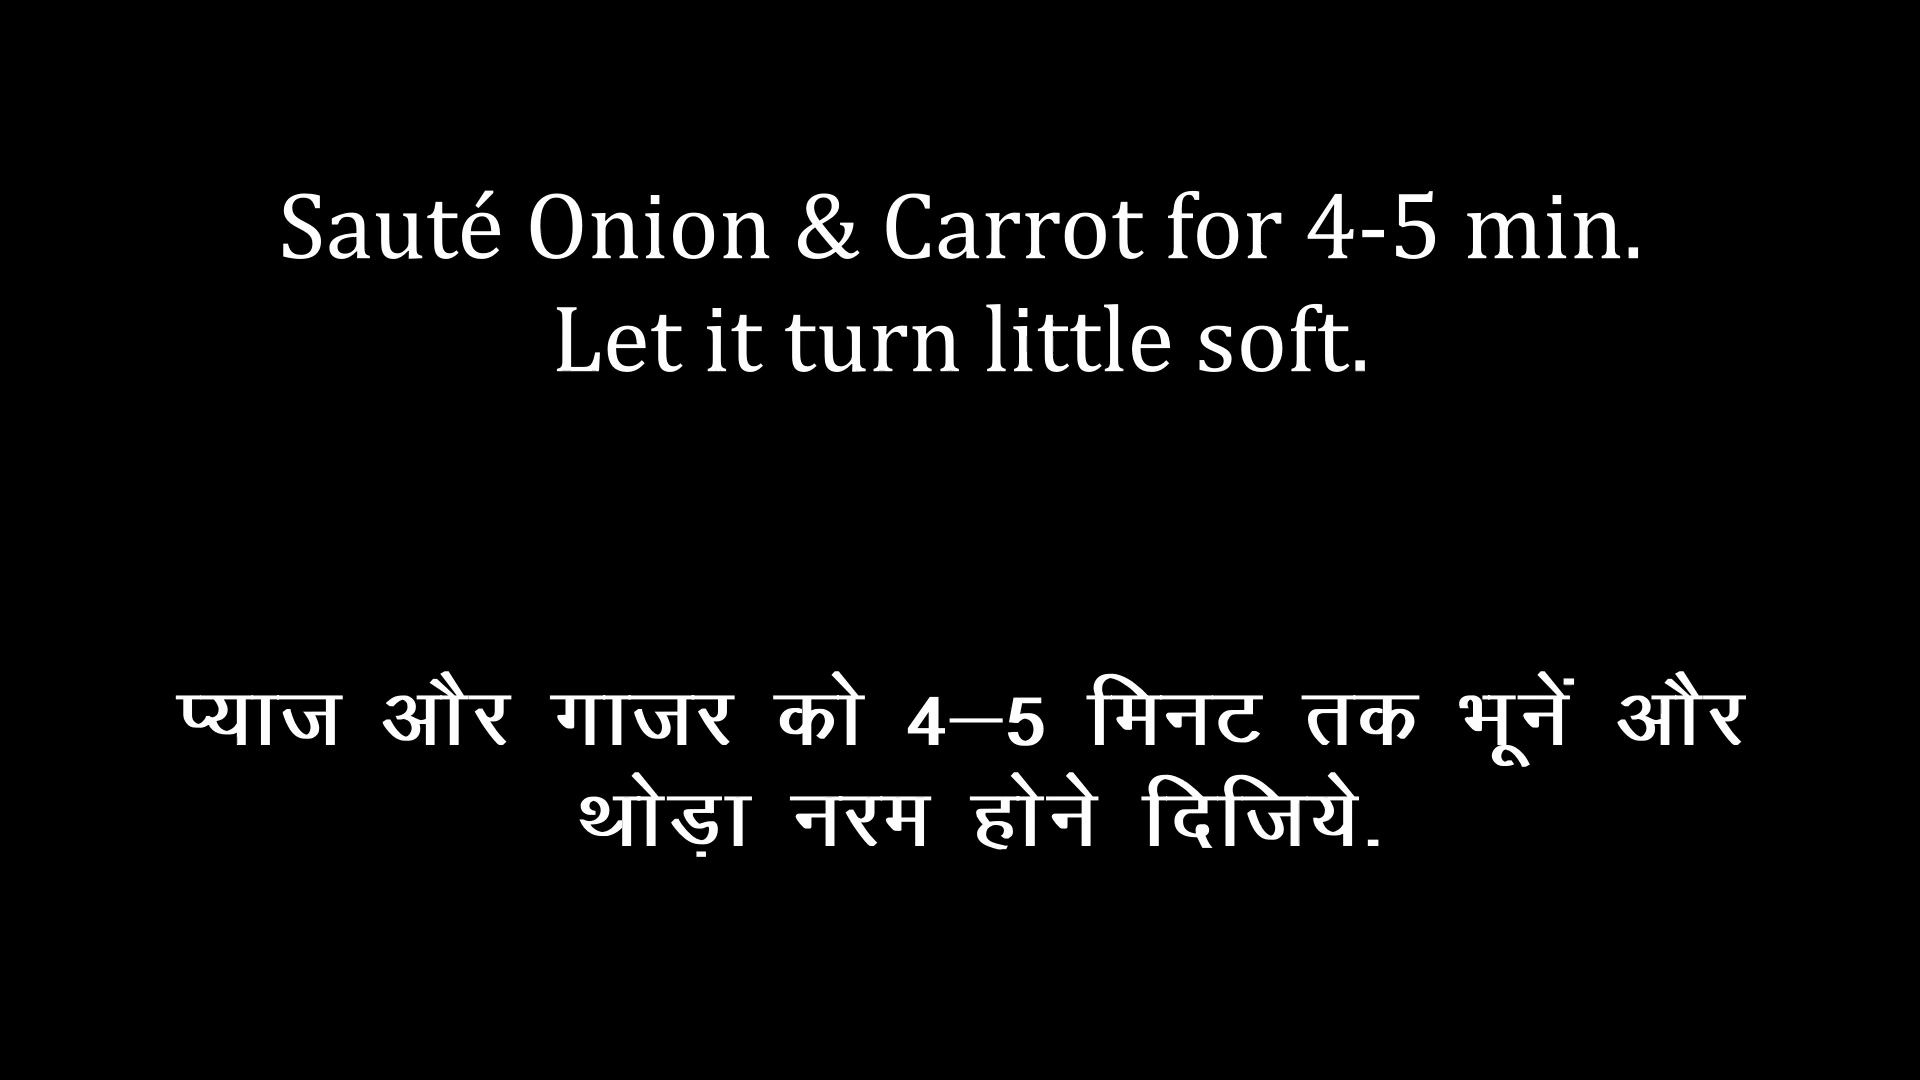 Sauté Onion & Carrot for 4-5 min.
Let it turn little soft.
प्याज और गाजर को 4—5 मिनट तक भूनें और
थोड़ा नरम होने दिजिये.